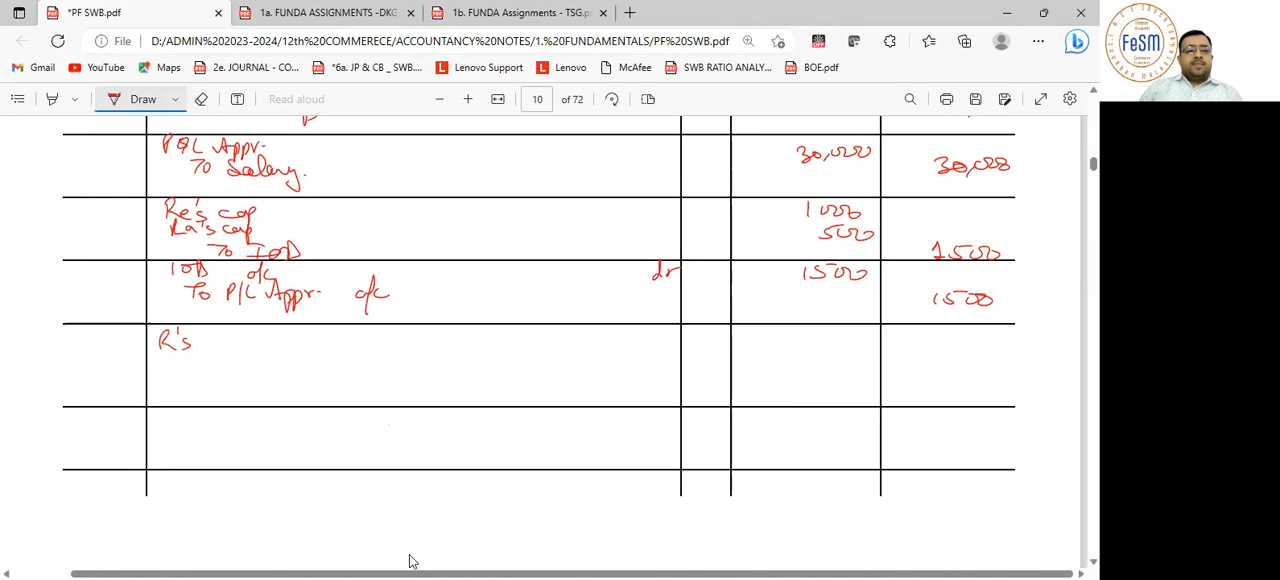 *PF SWB.pdf
1a. FUNDA ASSIGNMENTS -DKG
1b. FUNDA Assignments - TSG.p
File D:/ADMIN%202023-2024/12th%20COMMERECE/ACCOUNTANCE%20NOTES/1.%20FUNDAMENTALS/PF%20SWB.pdf
OFF
Gmail YouTube Maps 2e. JOURNAL - CO... *6a. JP & CB _ SWB.... Lenovo Support Lenovo McAfee SWB RATIO ANALY... BOE.pdf
Draw Read aloud 10 of 72
P&L Appr. 30,000
To Salary. 30,000
Re's cap 1000
Ra's cap 500
To IOD 1500
IOD a/c dr 1500
To P/L Appr. a/c 1500
R's
FeSM